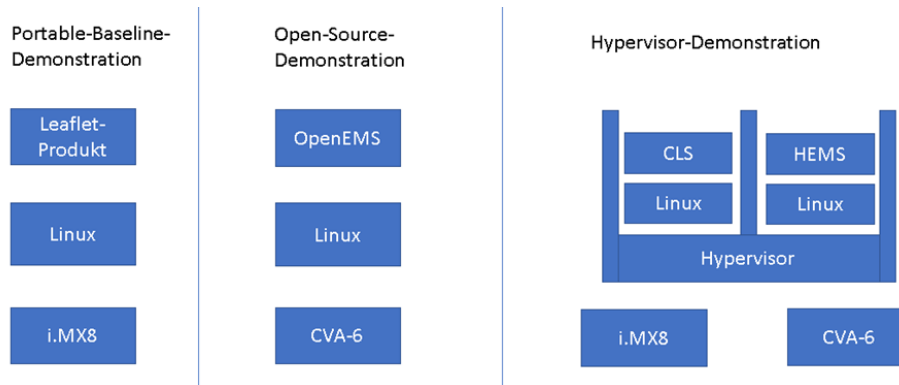 Portable-Baseline-
Demonstration
Leaflet-
Produkt
Linux
i.MX8
Open-Source-
Demonstration
OpenEMS
Linux
CVA-6
Hypervisor-Demonstration
CLS
HEMS
Linux
Linux
Hypervisor
i.MX8
CVA-6